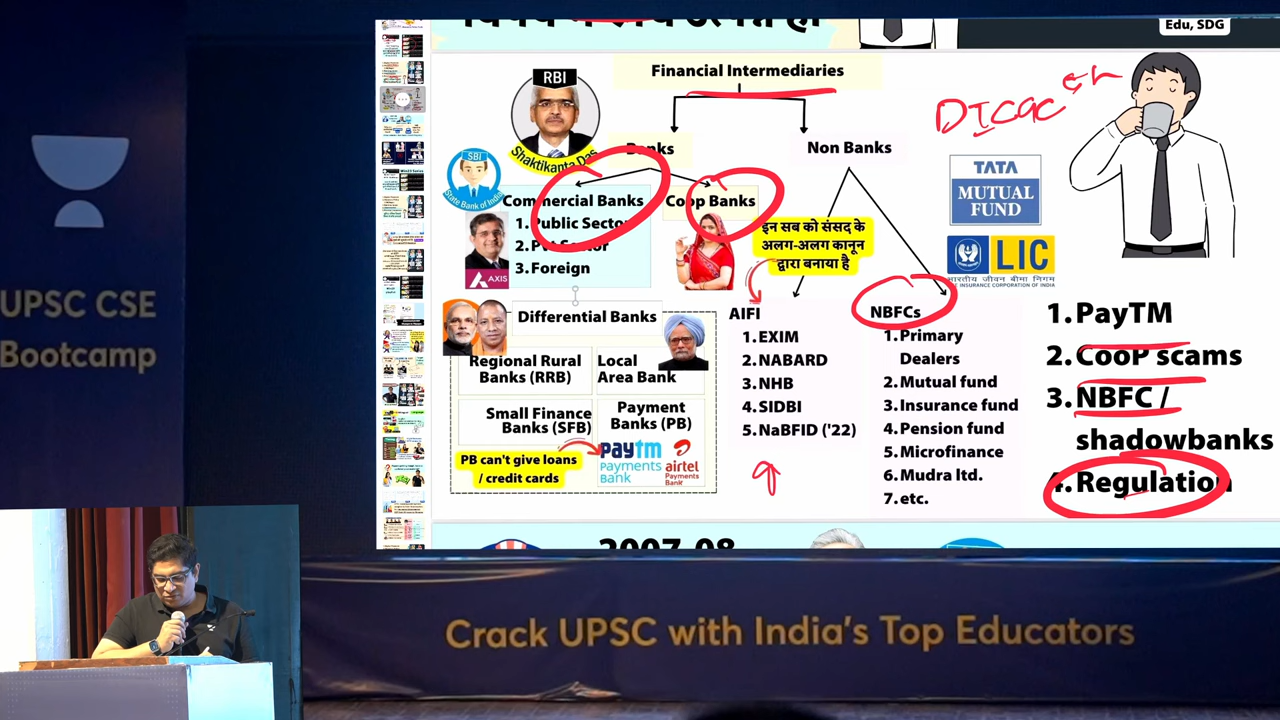 Edu, SDG
Financial Intermediaries
RBI
Shaktikanta Das
DICGC
Banks
Non Banks
SBI
State Bank of India
Commercial Banks
1. Public Sector
3. Foreign
AXIS
Coop Banks
इन सब को संसद के
अलग-अलग कानून
द्वारा बनाया है
TATA
MUTUAL
FUND
LIC
भारतीय जीवन बीमा निगम
INSURANCE CORPORATION OF INDIA
Differential Banks
Regional Rural
Banks (RRB)
Local
Area Bank
Small Finance
Banks (SFB)
Payment
Banks (PB)
PB can't give loans
/ credit cards
paytm
payments
Bank
airtel
Payments
Bank
AIFI
1. EXIM
2. NABARD
3. NHB
4. SIDBI
5. NaBFID ('22)
NBFCs
1. Primary
Dealers
2. Mutual fund
3. Insurance fund
4. Pension fund
5. Microfinance
6. Mudra ltd.
7. etc.
1. PayTM
2. CooP scams
3. NBFC /
shadowbanks
4. Regulation
2007-08
UPSC CSE
Bootcamp
Crack UPSC with India's Top Educators